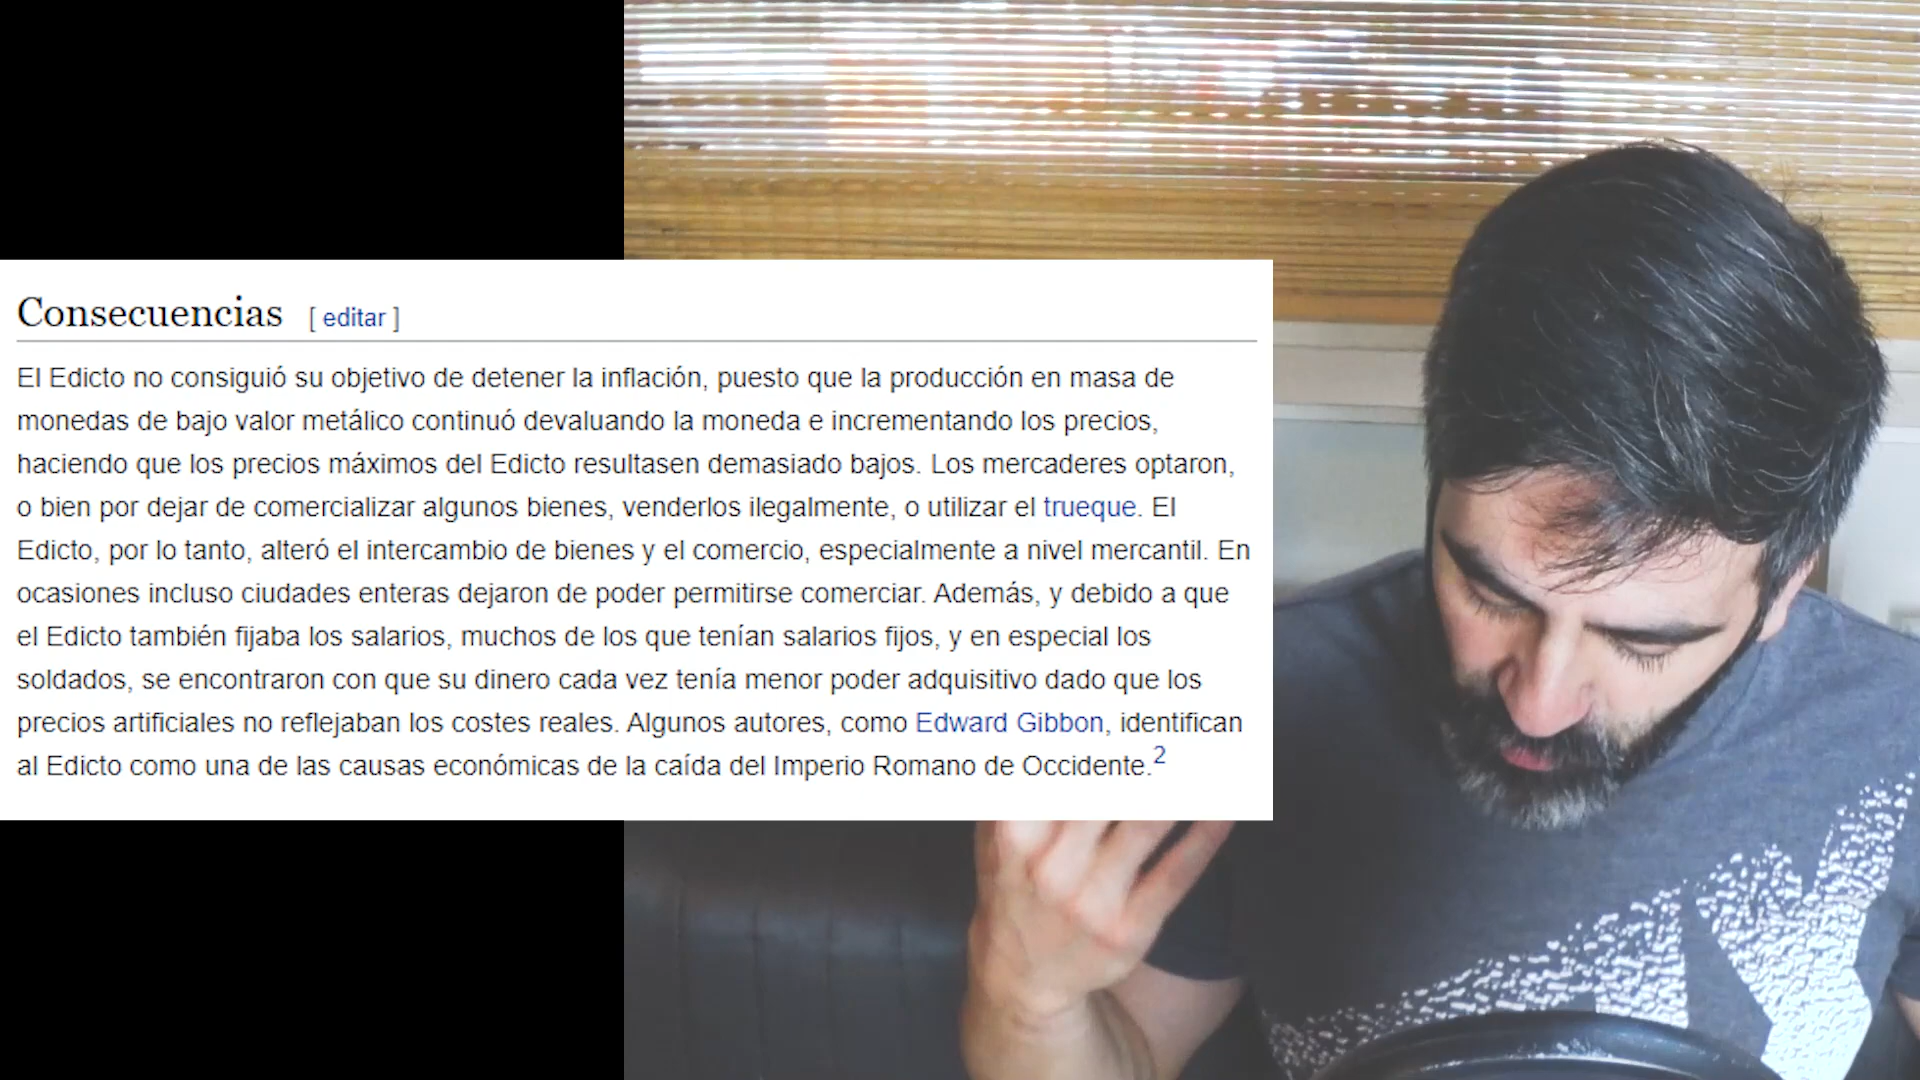 Consecuencias [ editar ]
El Edicto no consiguió su objetivo de detener la inflación, puesto que la producción en masa de
monedas de bajo valor metálico continuó devaluando la moneda e incrementando los precios,
haciendo que los precios máximos del Edicto resultasen demasiado bajos. Los mercaderes optaron,
o bien por dejar de comercializar algunos bienes, venderlos ilegalmente, o utilizar el trueque. El
Edicto, por lo tanto, alteró el intercambio de bienes y el comercio, especialmente a nivel mercantil. En
ocasiones incluso ciudades enteras dejaron de poder permitirse comerciar. Además, y debido a que
el Edicto también fijaba los salarios, muchos de los que tenían salarios fijos, y en especial los
soldados, se encontraron con que su dinero cada vez tenía menor poder adquisitivo dado que los
precios artificiales no reflejaban los costes reales. Algunos autores, como Edward Gibbon, identifican
al Edicto como una de las causas económicas de la caída del Imperio Romano de Occidente.2